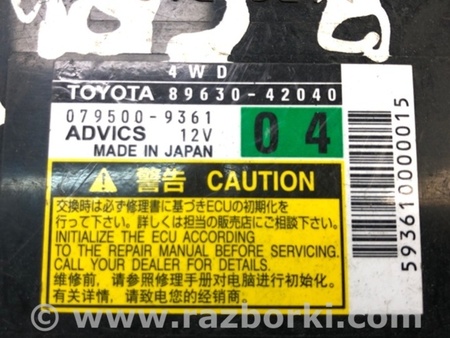 4WD
TOYOTA 89630-42040
079500-9361
04
ADVICS 12V
MADE IN JAPAN
警告 CAUTION
交換時は必ず修理書に基づきECUの初期化を
行って下さい。詳しくは担当の販売店にご相談下さい。
INITIALIZE THE ECU ACCORDING
TO THE REPAIR MANUAL BEFORE SERVICING.
CALL YOUR DEALER FOR DETAILS.
维修前，请参照修理手册对电脑进行初始化。
有关详情，请致电您的经销商。
593610000015
www.razborki.com